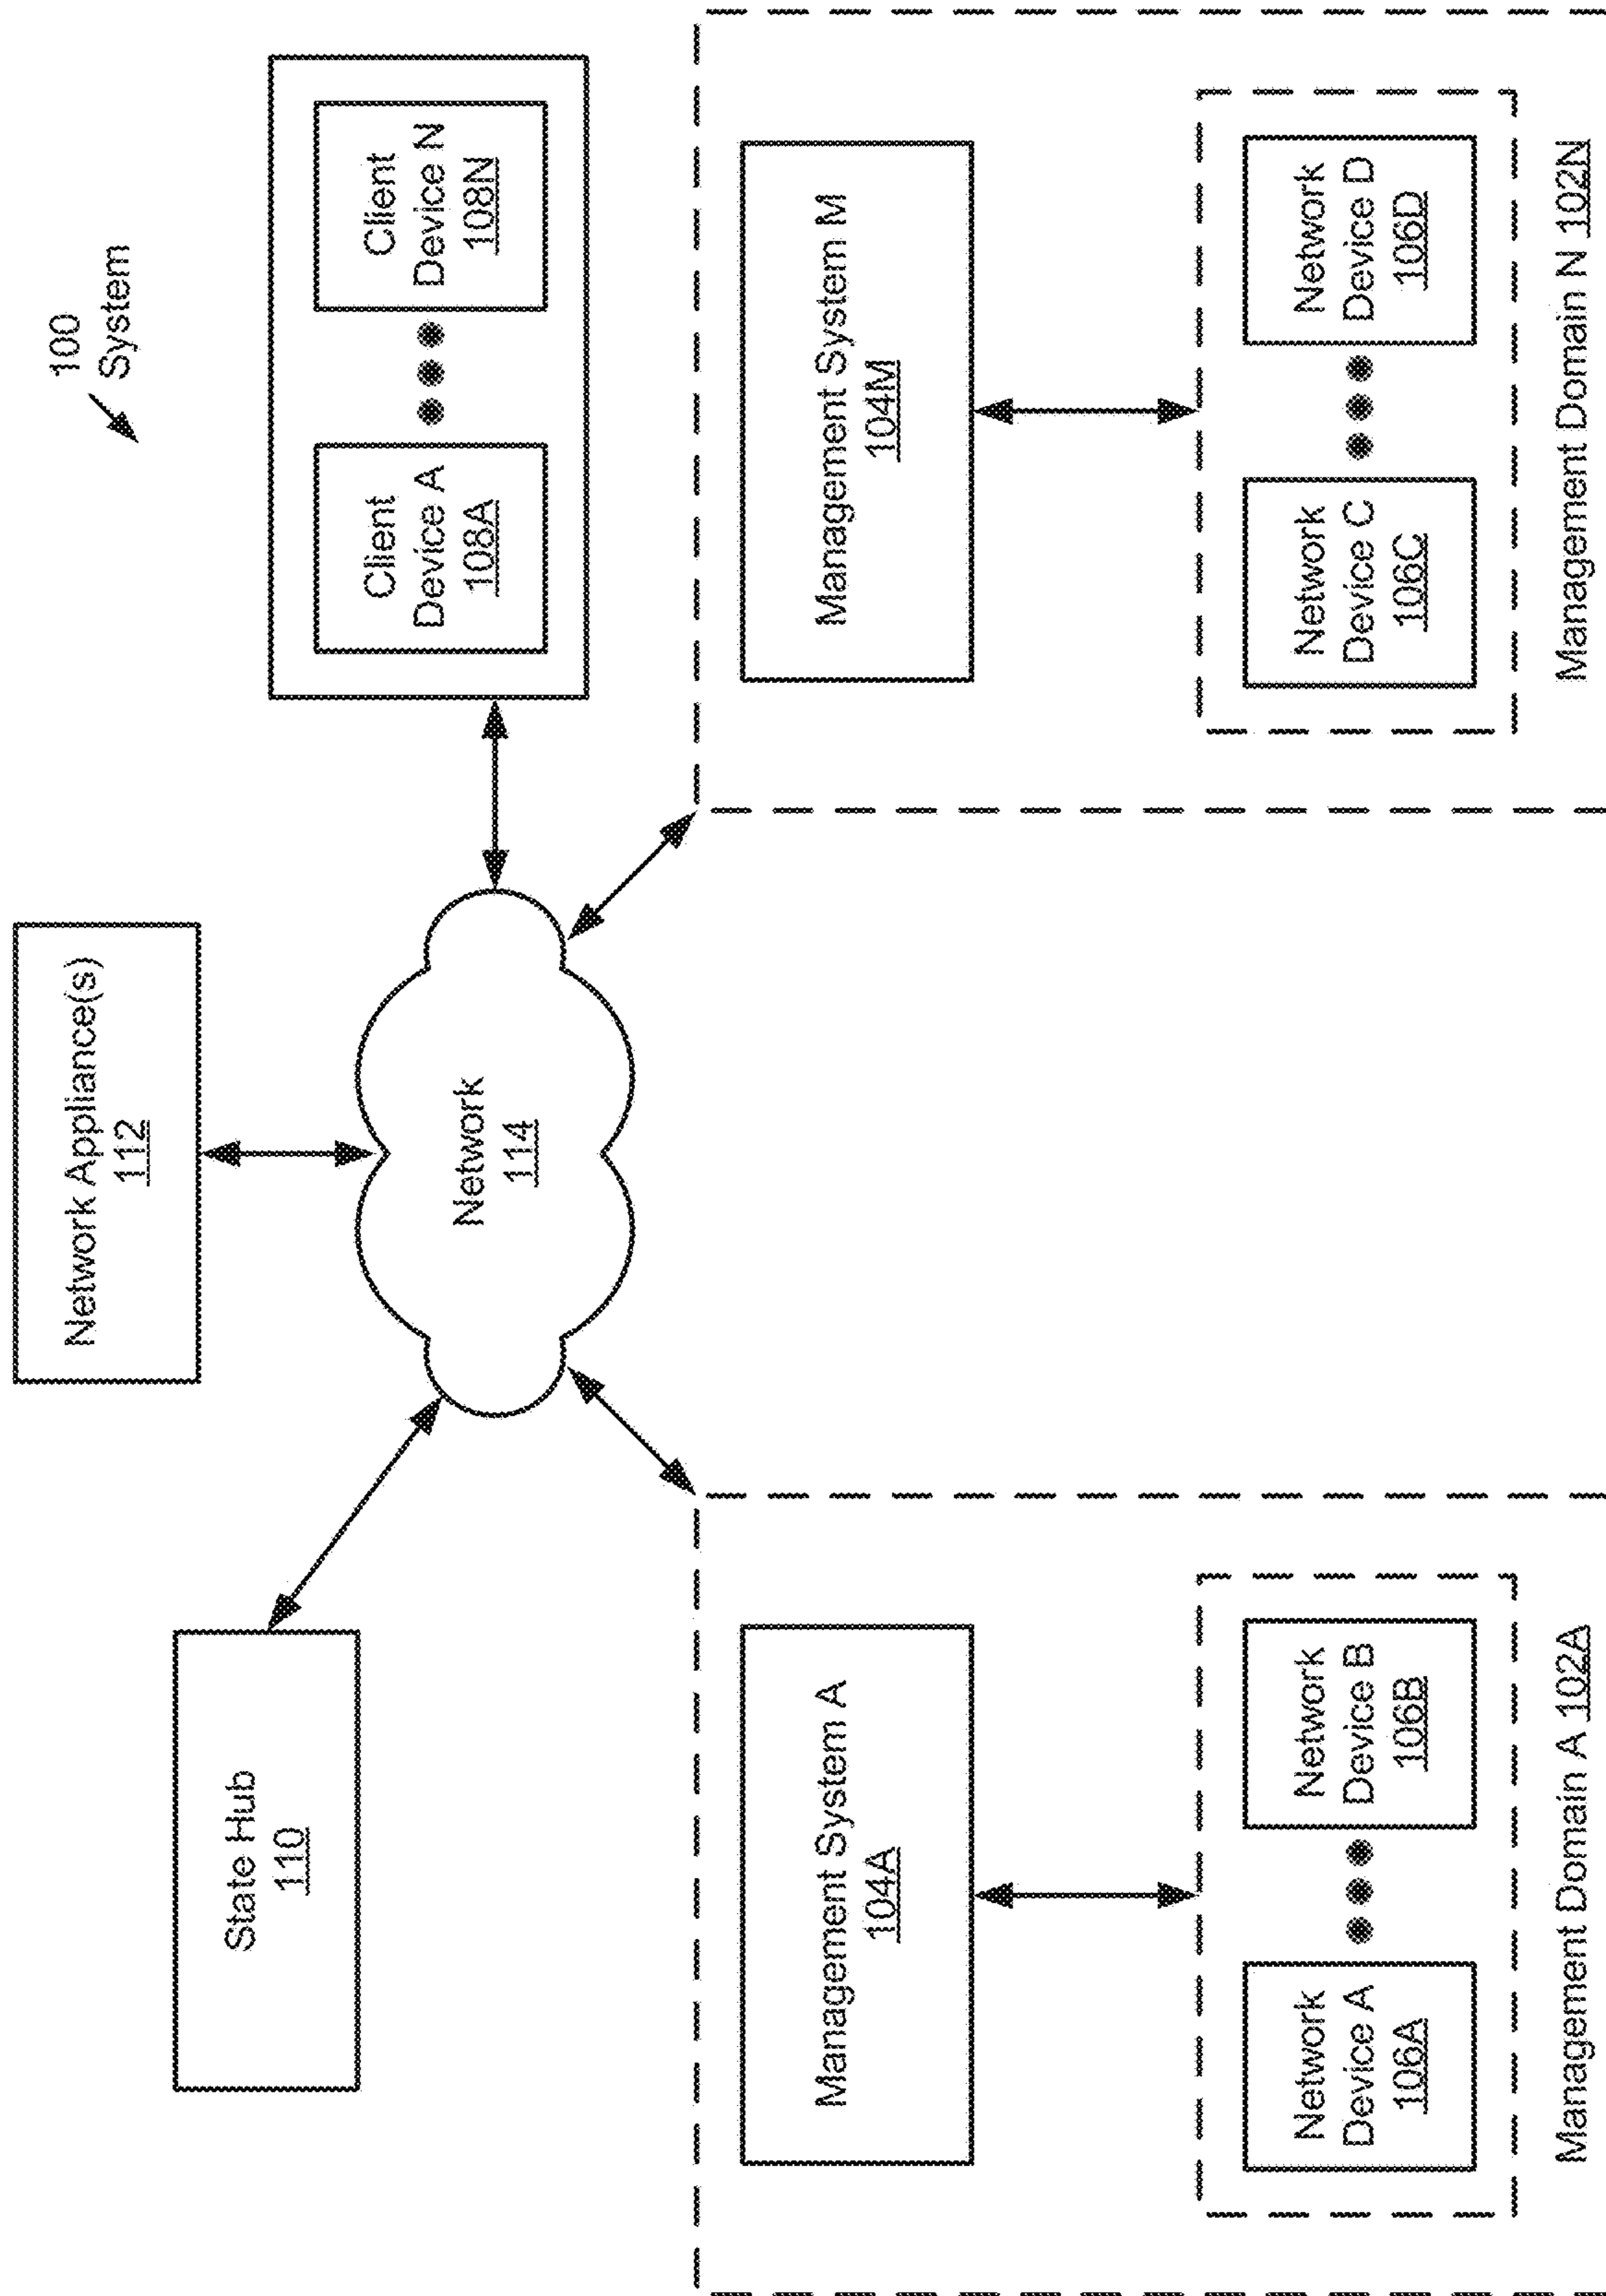 100
System
Network Appliance(s)
112
State Hub
110
Client
Device A
108A
Client
Device N
108N
Network
114
Management System A
104A
Management System M
104M
Network
Device A
106A
Network
Device B
106B
Network
Device C
106C
Network
Device D
106D
Management Domain A 102A
Management Domain N 102N